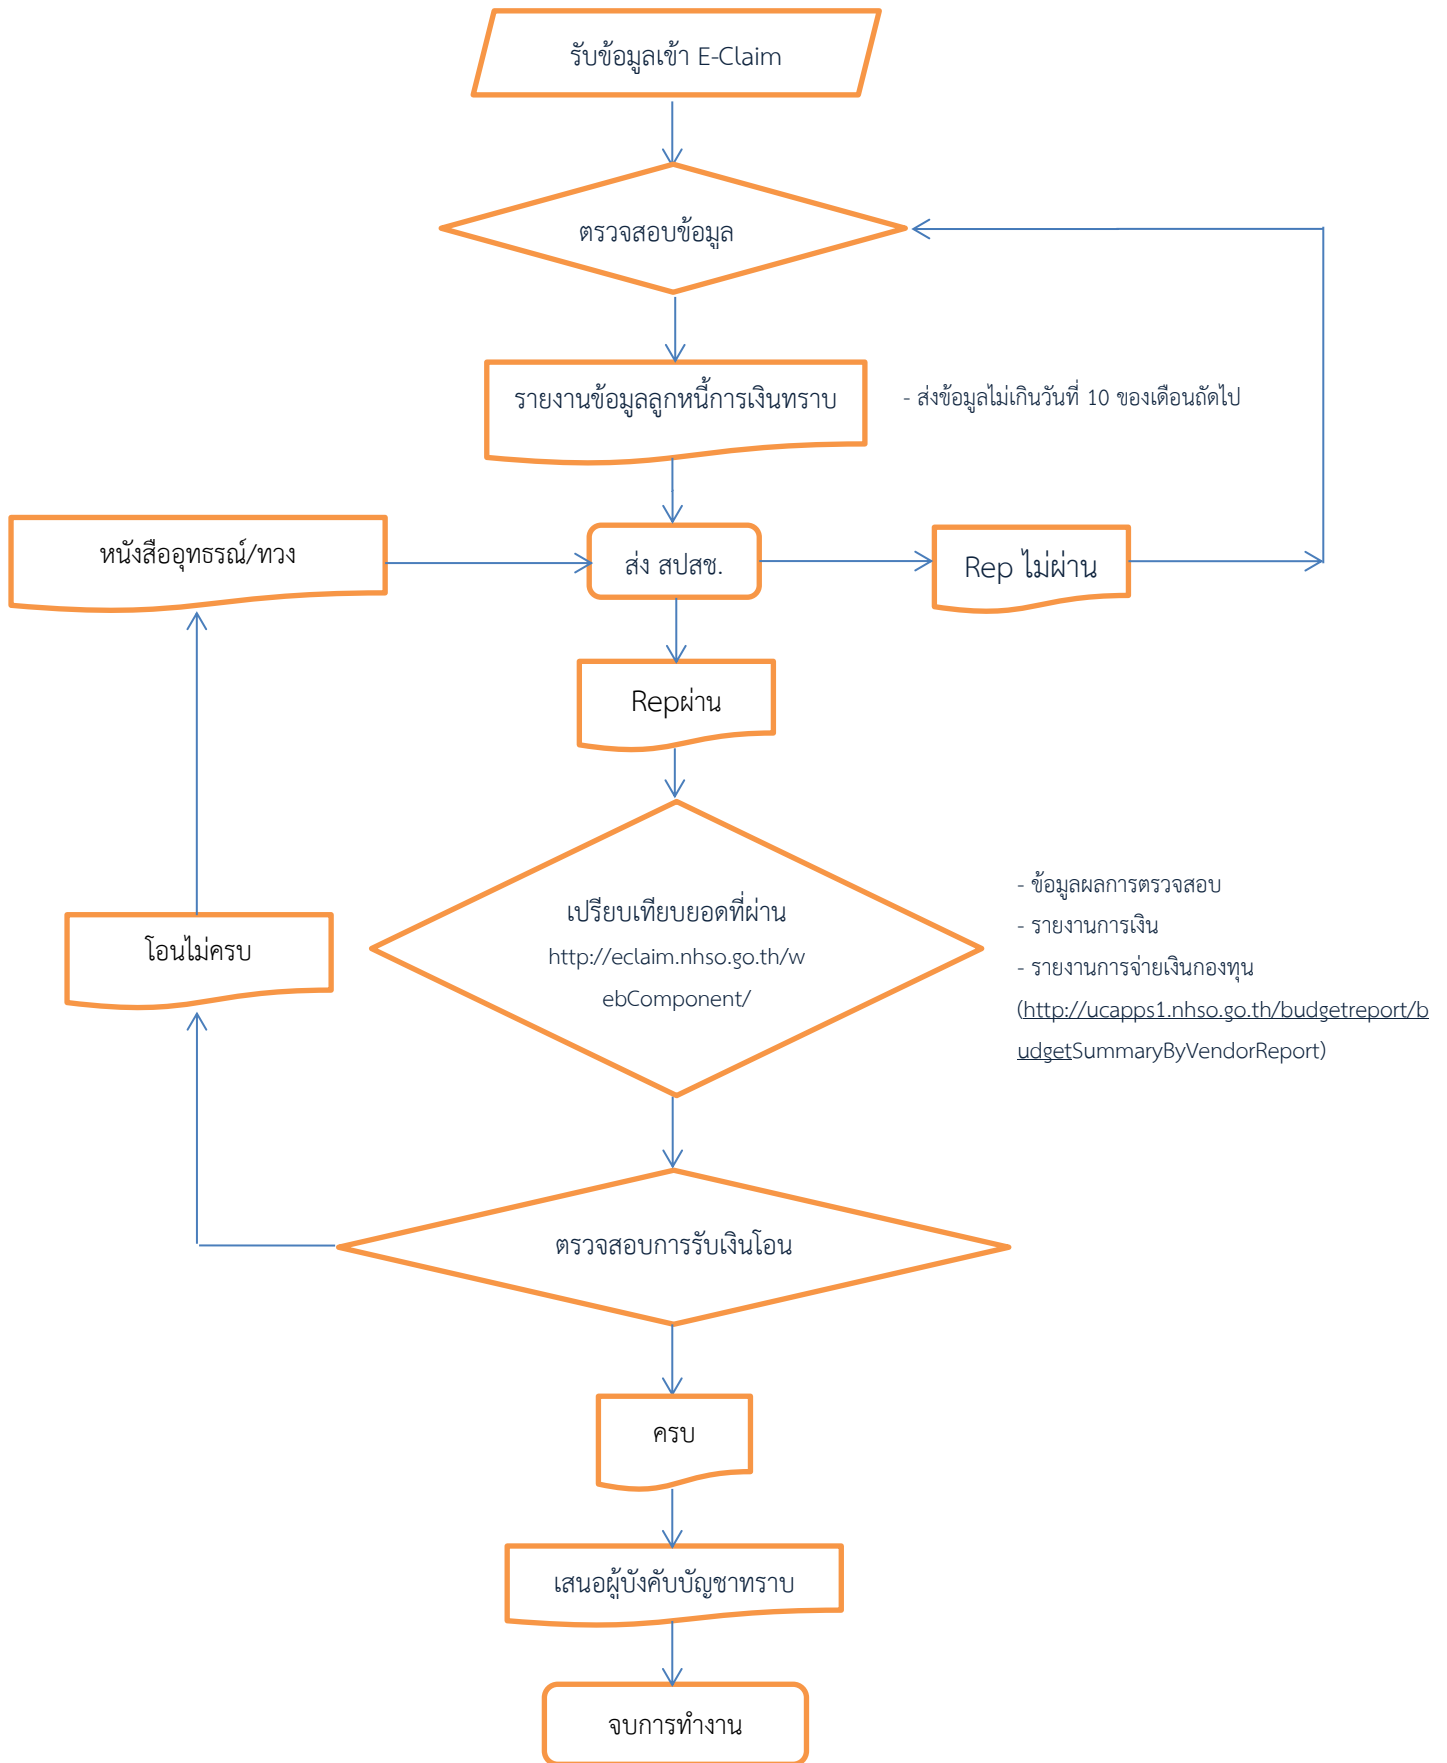 รับข้อมูลเข้า E-Claim
ตรวจสอบข้อมูล
รายงานข้อมูลลูกหนี้การเงินทราบ
- ส่งข้อมูลไม่เกินวันที่ 10 ของเดือนถัดไป
หนังสืออุทธรณ์/ทวง
ส่ง สปสช.
Rep ไม่ผ่าน
Repผ่าน
เปรียบเทียบยอดที่ผ่าน
http://eclaim.nhso.go.th/w
ebComponent/
- ข้อมูลผลการตรวจสอบ
- รายงานการเงิน
- รายงานการจ่ายเงินกองทุน
(http://ucapps1.nhso.go.th/budgetreport/b
udgetSummaryByVendorReport)
โอนไม่ครบ
ตรวจสอบการรับเงินโอน
ครบ
เสนอผู้บังคับบัญชาทราบ
จบการทำงาน